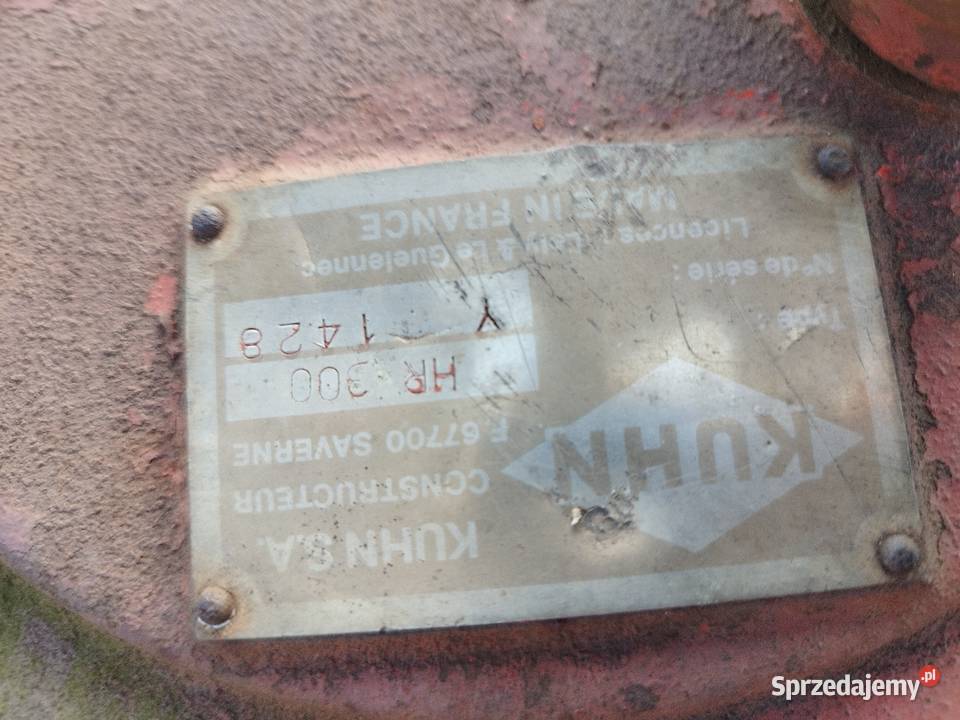 KUHN S.A.
CONSTRUCTEUR
F. 67700 SAVERNE
KUHN
Type : HR 300
N° de série : Y 1428
Licences : Lely & Le Guelennec
MADE IN FRANCE
Sprzedajemy.pl